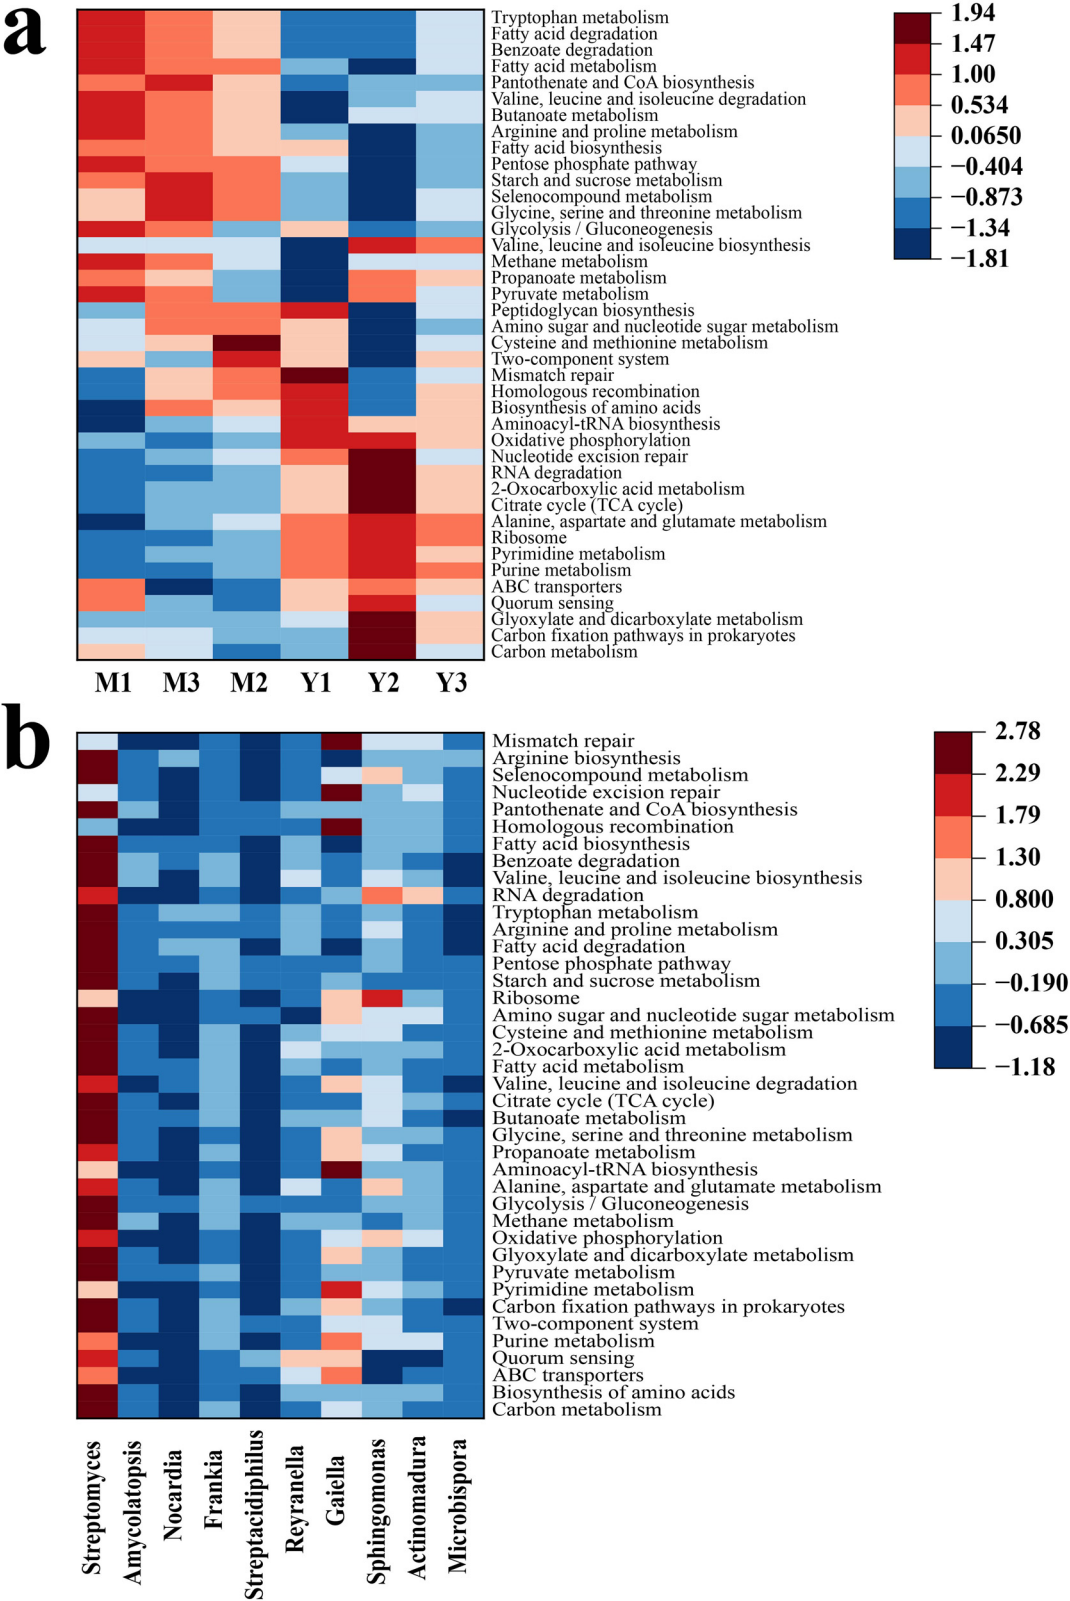 a
Tryptophan metabolism
Fatty acid degradation
Benzoate degradation
Fatty acid metabolism
Pantothenate and CoA biosynthesis
Valine, leucine and isoleucine degradation
Butanoate metabolism
Arginine and proline metabolism
Fatty acid biosynthesis
Pentose phosphate pathway
Starch and sucrose metabolism
Selenocompound metabolism
Glycine, serine and threonine metabolism
Glycolysis / Gluconeogenesis
Valine, leucine and isoleucine biosynthesis
Methane metabolism
Propanoate metabolism
Pyruvate metabolism
Peptidoglycan biosynthesis
Amino sugar and nucleotide sugar metabolism
Cysteine and methionine metabolism
Two-component system
Mismatch repair
Homologous recombination
Biosynthesis of amino acids
Aminoacyl-tRNA biosynthesis
Oxidative phosphorylation
Nucleotide excision repair
RNA degradation
2-Oxocarboxylic acid metabolism
Citrate cycle (TCA cycle)
Alanine, aspartate and glutamate metabolism
Ribosome
Pyrimidine metabolism
Purine metabolism
ABC transporters
Quorum sensing
Glyoxylate and dicarboxylate metabolism
Carbon fixation pathways in prokaryotes
Carbon metabolism
M1 M3 M2 Y1 Y2 Y3
1.94
1.47
1.00
0.534
0.0650
−0.404
−0.873
−1.34
−1.81
b
Mismatch repair
Arginine biosynthesis
Selenocompound metabolism
Nucleotide excision repair
Pantothenate and CoA biosynthesis
Homologous recombination
Fatty acid biosynthesis
Benzoate degradation
Valine, leucine and isoleucine biosynthesis
RNA degradation
Tryptophan metabolism
Arginine and proline metabolism
Fatty acid degradation
Pentose phosphate pathway
Starch and sucrose metabolism
Ribosome
Amino sugar and nucleotide sugar metabolism
Cysteine and methionine metabolism
2-Oxocarboxylic acid metabolism
Fatty acid metabolism
Valine, leucine and isoleucine degradation
Citrate cycle (TCA cycle)
Butanoate metabolism
Glycine, serine and threonine metabolism
Propanoate metabolism
Aminoacyl-tRNA biosynthesis
Alanine, aspartate and glutamate metabolism
Glycolysis / Gluconeogenesis
Methane metabolism
Oxidative phosphorylation
Glyoxylate and dicarboxylate metabolism
Pyruvate metabolism
Pyrimidine metabolism
Carbon fixation pathways in prokaryotes
Two-component system
Purine metabolism
Quorum sensing
ABC transporters
Biosynthesis of amino acids
Carbon metabolism
2.78
2.29
1.79
1.30
0.800
0.305
−0.190
−0.685
−1.18
Streptomyces
Amycolatopsis
Nocardia
Frankia
Streptacidiphilus
Reyranella
Gaiella
Sphingomonas
Actinomadura
Microbispora